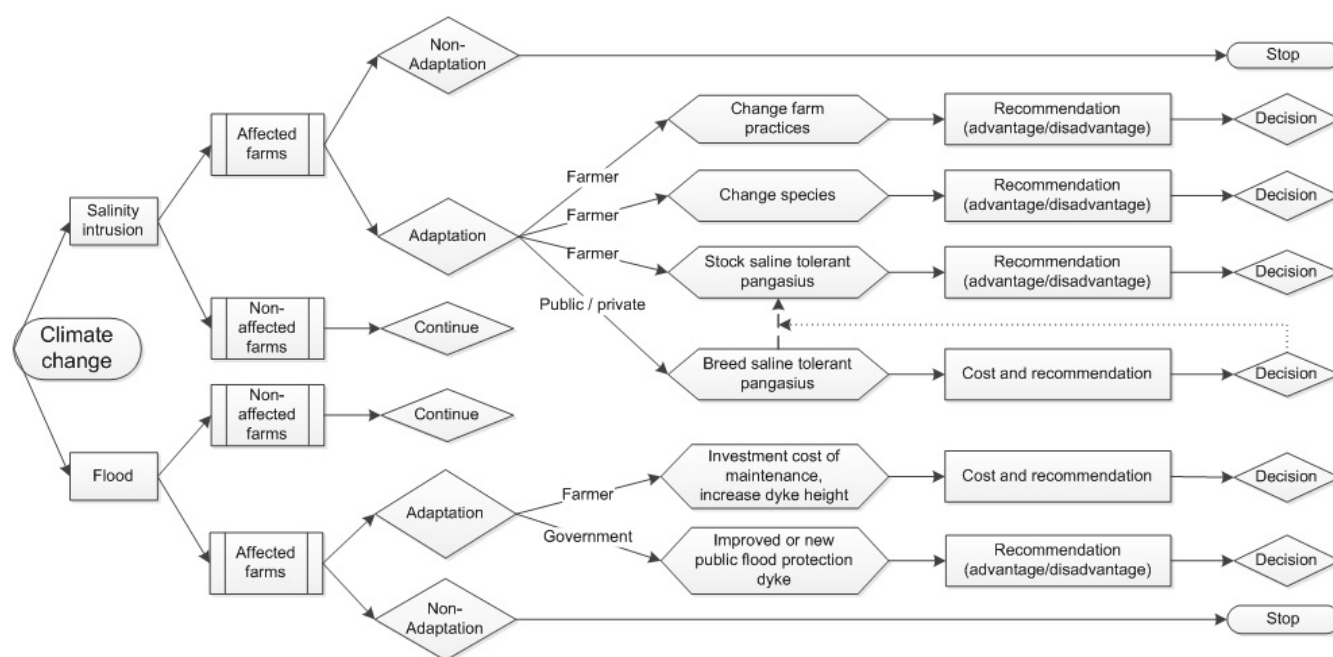 Non-
Adaptation
Stop
Change farm
practices
Recommendation
(advantage/disadvantage)
Decision
Affected
farms
Farmer
Salinity
intrusion
Adaptation
Farmer
Change species
Recommendation
(advantage/disadvantage)
Decision
Farmer
Stock saline tolerant
pangasius
Recommendation
(advantage/disadvantage)
Decision
Public / private
Non-
affected
farms
Continue
Climate
change
Breed saline tolerant
pangasius
Cost and recommendation
Decision
Non-
affected
farms
Continue
Flood
Investment cost of
maintenance,
increase dyke height
Cost and recommendation
Decision
Farmer
Adaptation
Government
Affected
farms
Improved or new
public flood protection
dyke
Recommendation
(advantage/disadvantage)
Decision
Non-
Adaptation
Stop